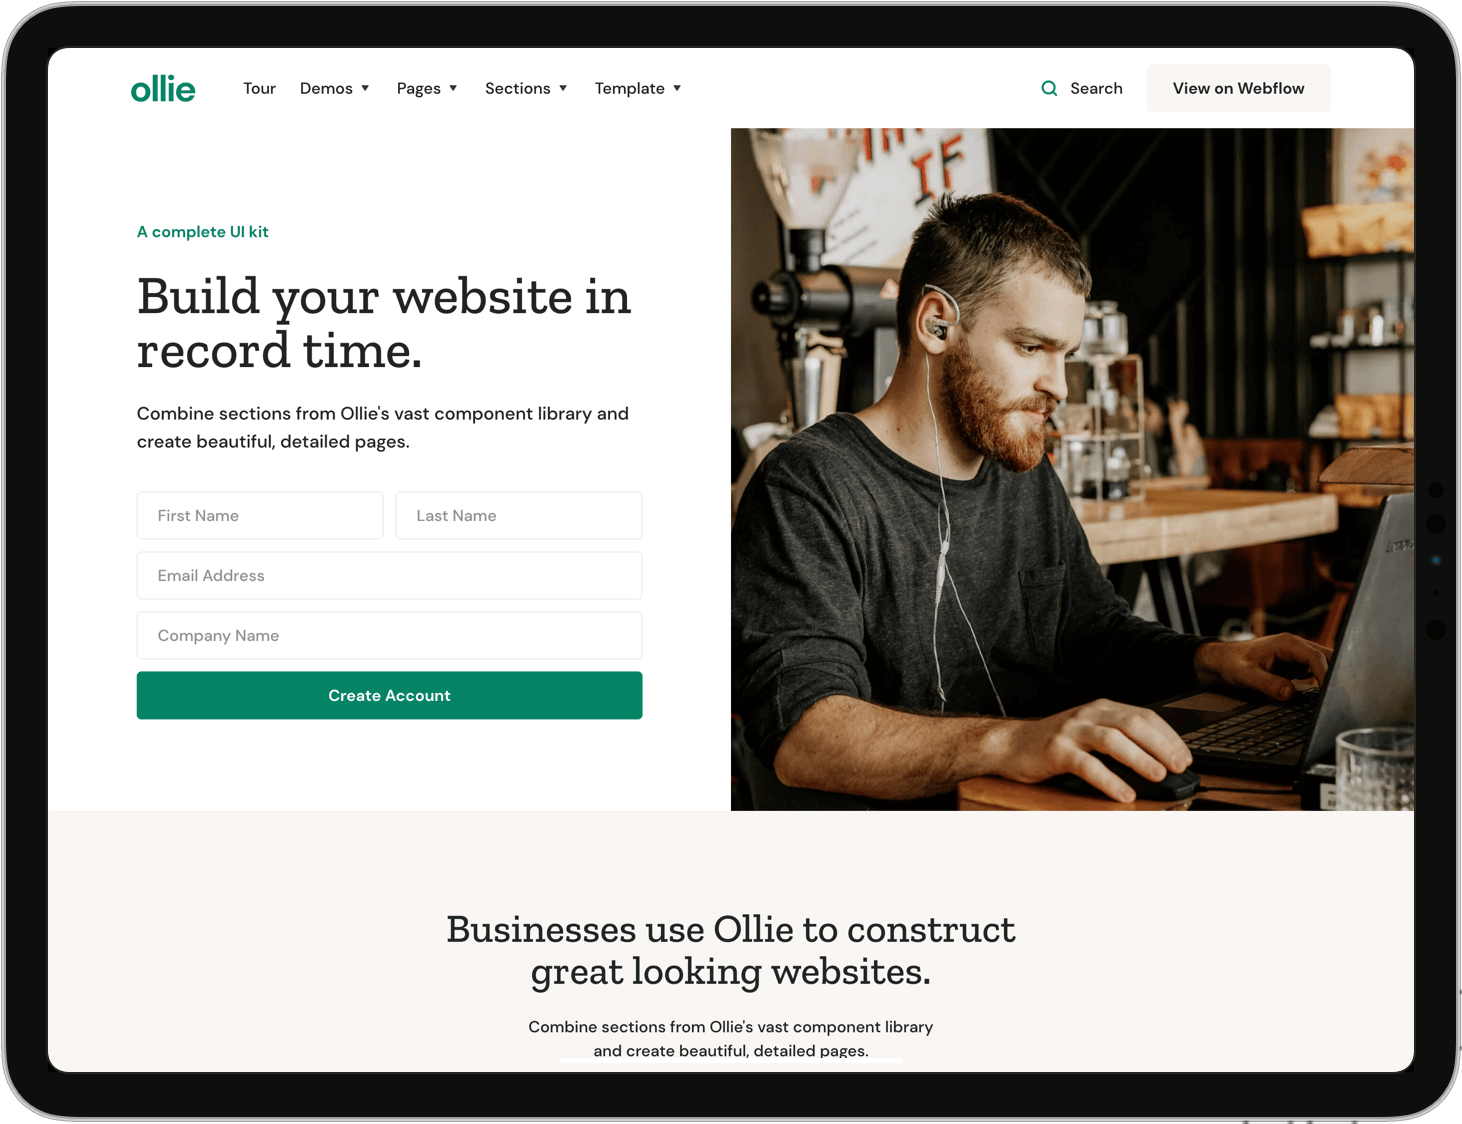 ollie
Tour
Demos
Pages
Sections
Template
Search
View on Webflow
A complete UI kit
Build your website in
record time.
Combine sections from Ollie's vast component library and
create beautiful, detailed pages.
First Name
Last Name
Email Address
Company Name
Create Account
IF
Businesses use Ollie to construct
great looking websites.
Combine sections from Ollie's vast component library
and create beautiful, detailed pages.